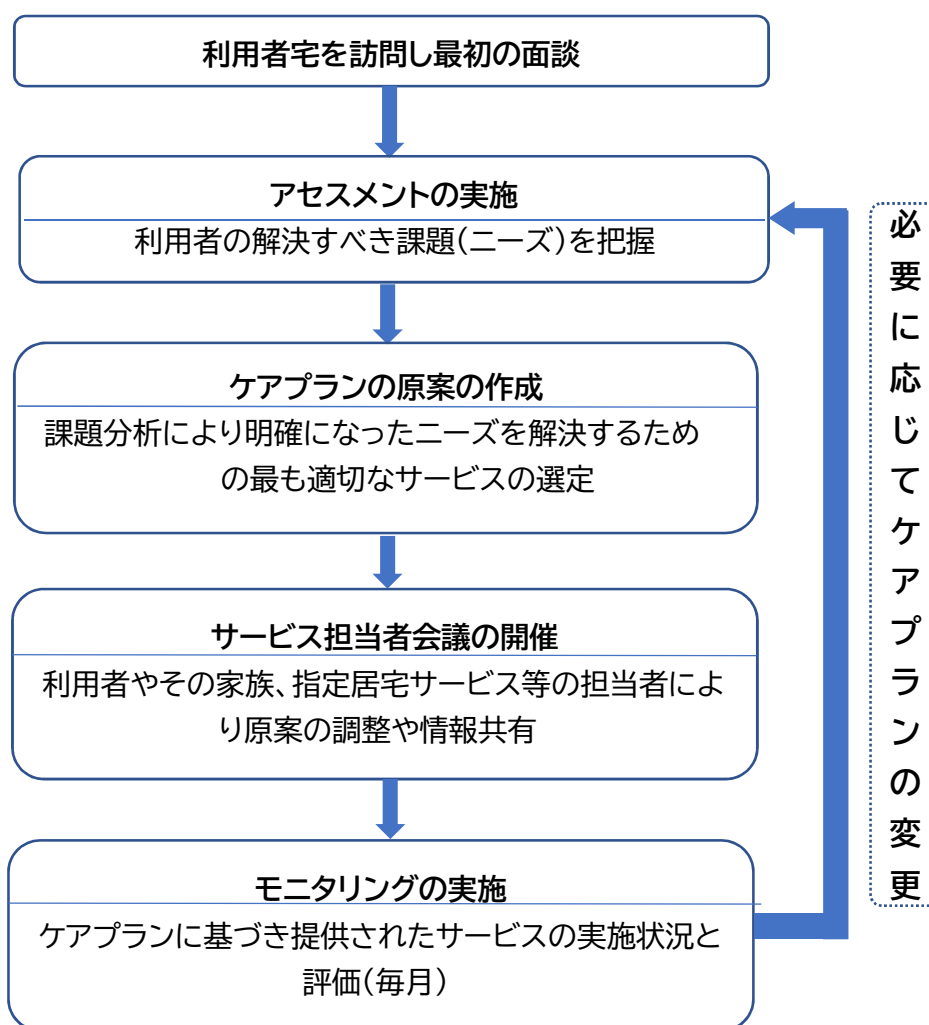 利用者宅を訪問し最初の面談
アセスメントの実施
利用者の解決すべき課題(ニーズ)を把握
ケアプランの原案の作成
課題分析により明確になったニーズを解決するため
の最も適切なサービスの選定
サービス担当者会議の開催
利用者やその家族、指定居宅サービス等の担当者によ
り原案の調整や情報共有
モニタリングの実施
ケアプランに基づき提供されたサービスの実施状況と
評価(毎月)
必要に応じてケアプランの変更